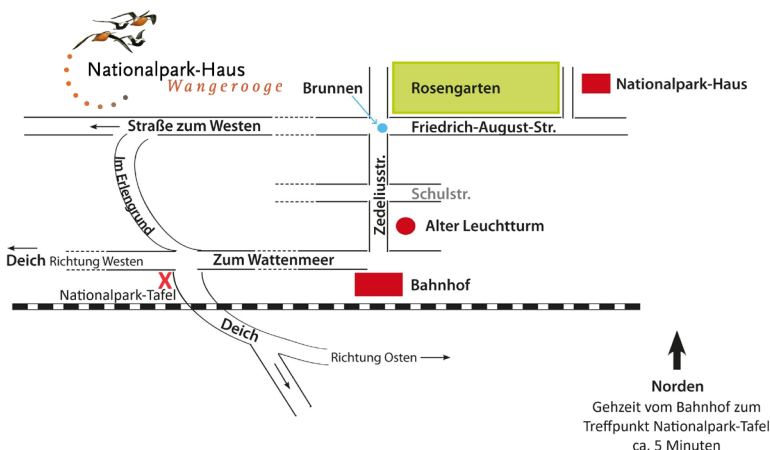 Nationalpark-Haus
Wangerooge
Brunnen
Rosengarten
Nationalpark-Haus
Straße zum Westen
Friedrich-August-Str.
Im Erlengrund
Zedeliusstr.
Schulstr.
Alter Leuchtturm
Deich Richtung Westen
Zum Wattenmeer
X
Nationalpark-Tafel
Bahnhof
Deich
Richtung Osten
Norden
Gehzeit vom Bahnhof zum
Treffpunkt Nationalpark-Tafel
ca. 5 Minuten